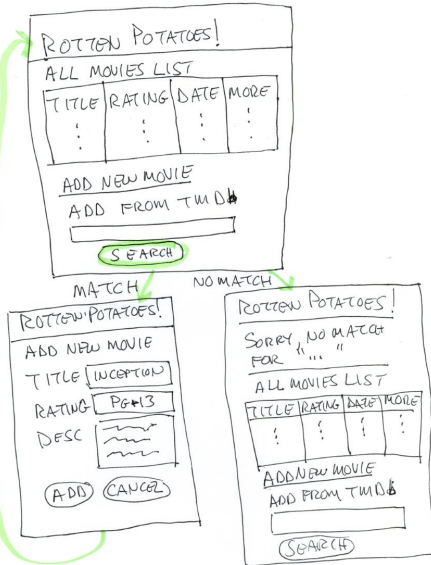 ROTTEN POTATOES!
ALL MOVIES LIST
TITLE RATING DATE MORE
ADD NEW MOVIE
ADD FROM TMDb
SEARCH
MATCH
NO MATCH
ROTTEN POTATOES!
ADD NEW MOVIE
TITLE INCEPTION
RATING PG-13
DESC
ADD CANCEL
ROTTEN POTATOES!
SORRY, NO MATCH
FOR "..."
ALL MOVIES LIST
TITLE RATING DATE MORE
ADD NEW MOVIE
ADD FROM TMDb
SEARCH